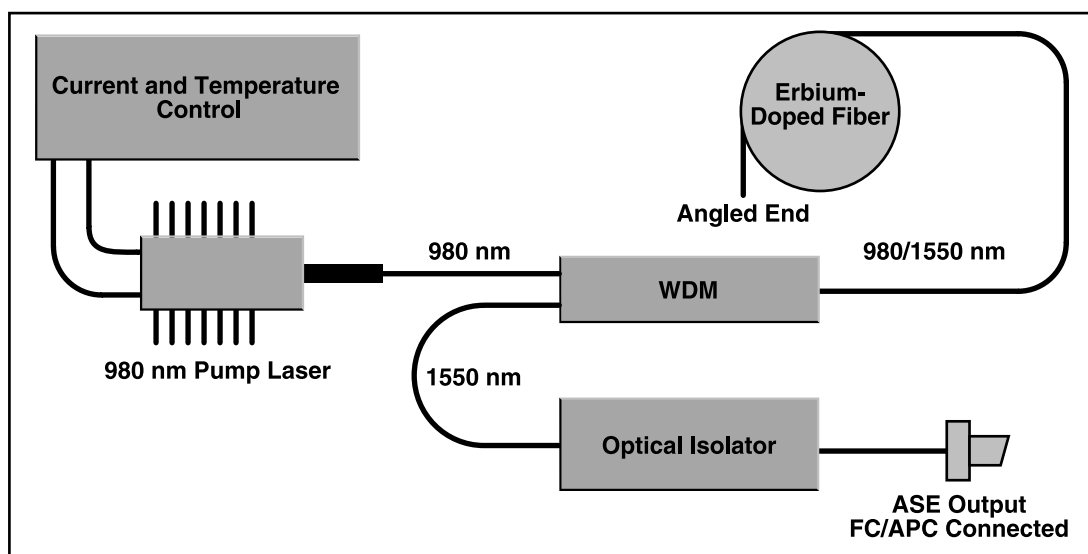 Current and Temperature
Control
Erbium-
Doped Fiber
Angled End
980 nm
980/1550 nm
WDM
980 nm Pump Laser
1550 nm
Optical Isolator
ASE Output
FC/APC Connected